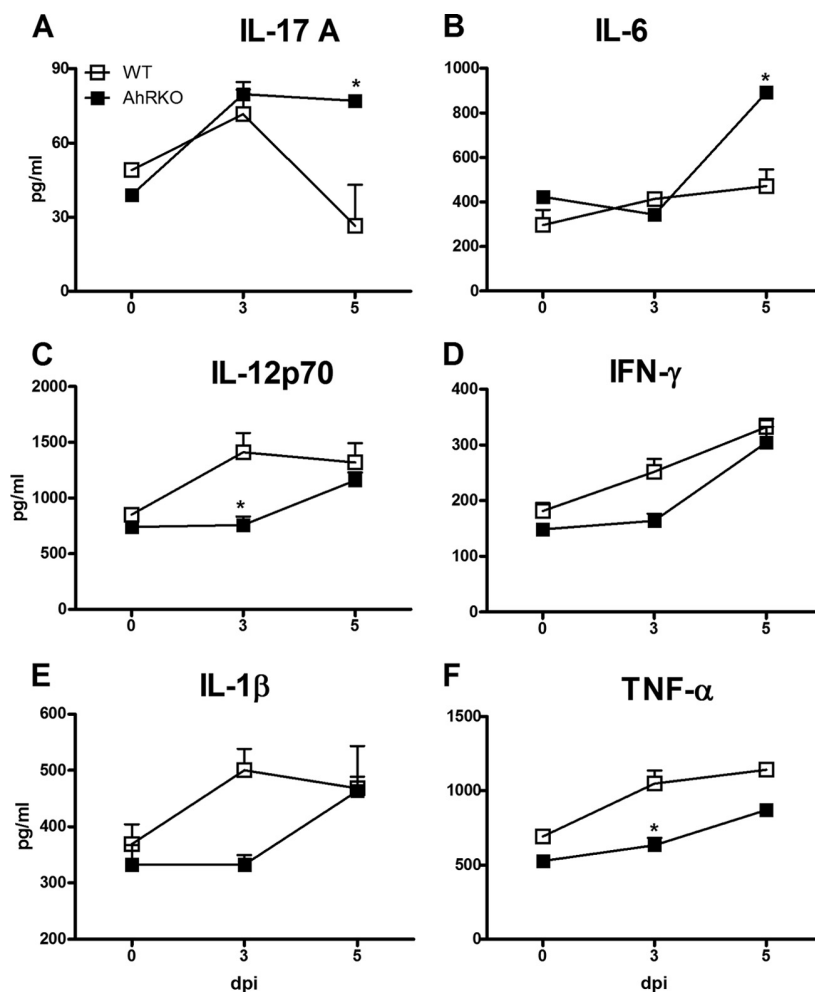 A IL-17 A
WT
AhRKO
90
60
30
0
pg/ml
*
0 3 5
B IL-6
1000
800
600
400
200
0
*
0 3 5
C IL-12p70
2000
1500
1000
500
0
pg/ml
*
0 3 5
D IFN-γ
400
300
200
100
0
0 3 5
E IL-1β
600
500
400
300
200
pg/ml
0 3 5
dpi
F TNF-α
1500
1000
500
0
*
0 3 5
dpi